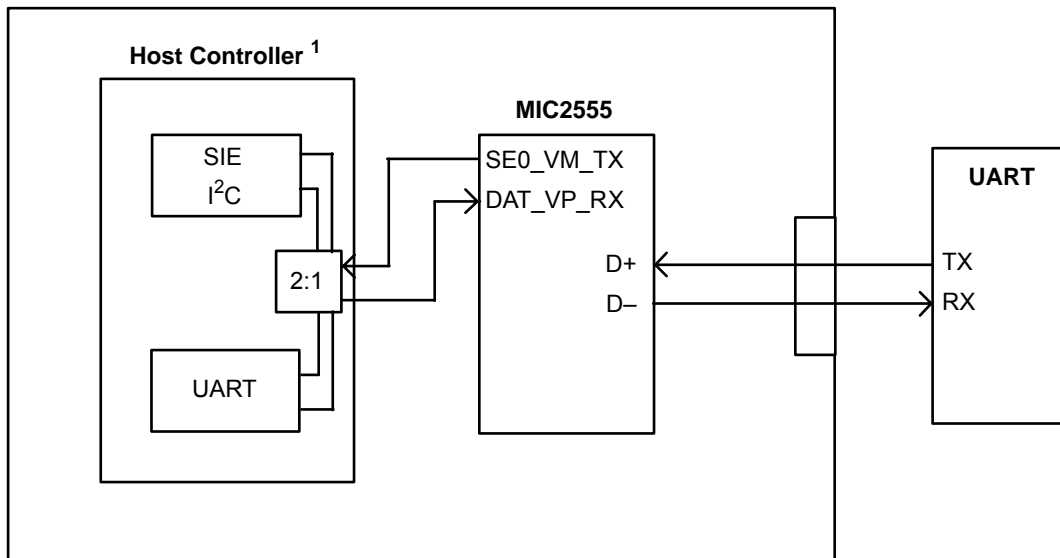 Host Controller 1
SIE
I2C
2:1
UART
MIC2555
SE0_VM_TX
DAT_VP_RX
D+
D–
UART
TX
RX